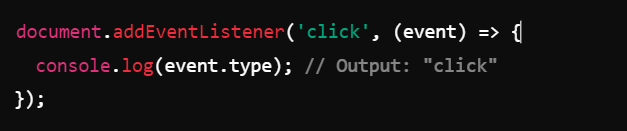 document.addEventListener('click', (event) => {
  console.log(event.type); // Output: "click"
});